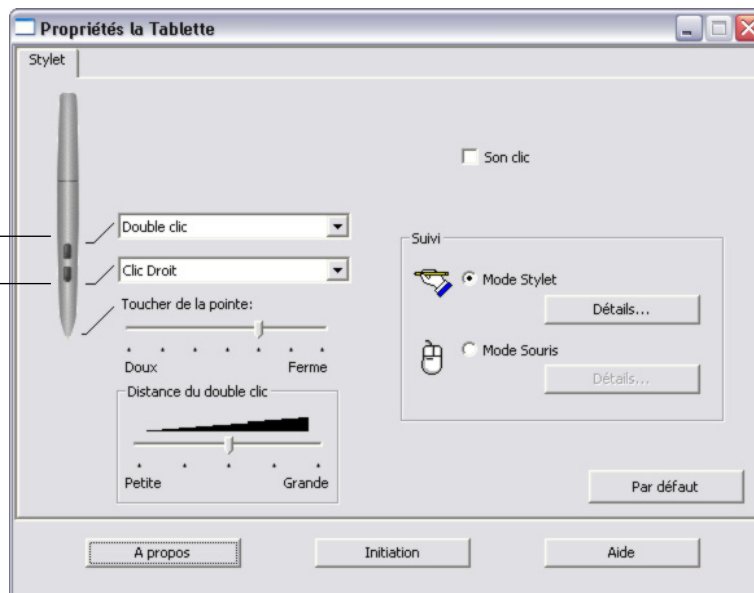 Propriétés la Tablette
Stylet
Son clic
Double clic
Clic Droit
Toucher de la pointe:
Doux
Ferme
Distance du double clic
Petite
Grande
Suivi
Mode Stylet
Détails...
Mode Souris
Détails...
Par défaut
A propos
Initiation
Aide